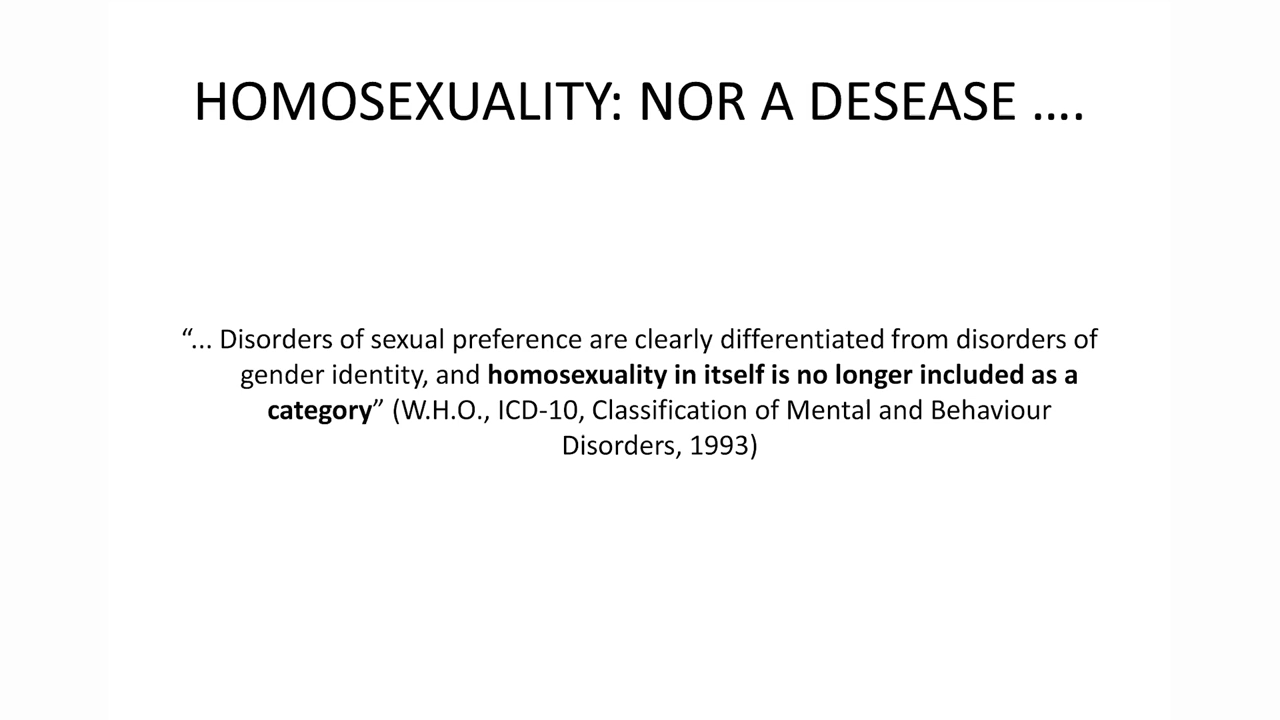 HOMOSEXUALITY: NOR A DESEASE ....
“... Disorders of sexual preference are clearly differentiated from disorders of
gender identity, and homosexuality in itself is no longer included as a
category” (W.H.O., ICD-10, Classification of Mental and Behaviour
Disorders, 1993)